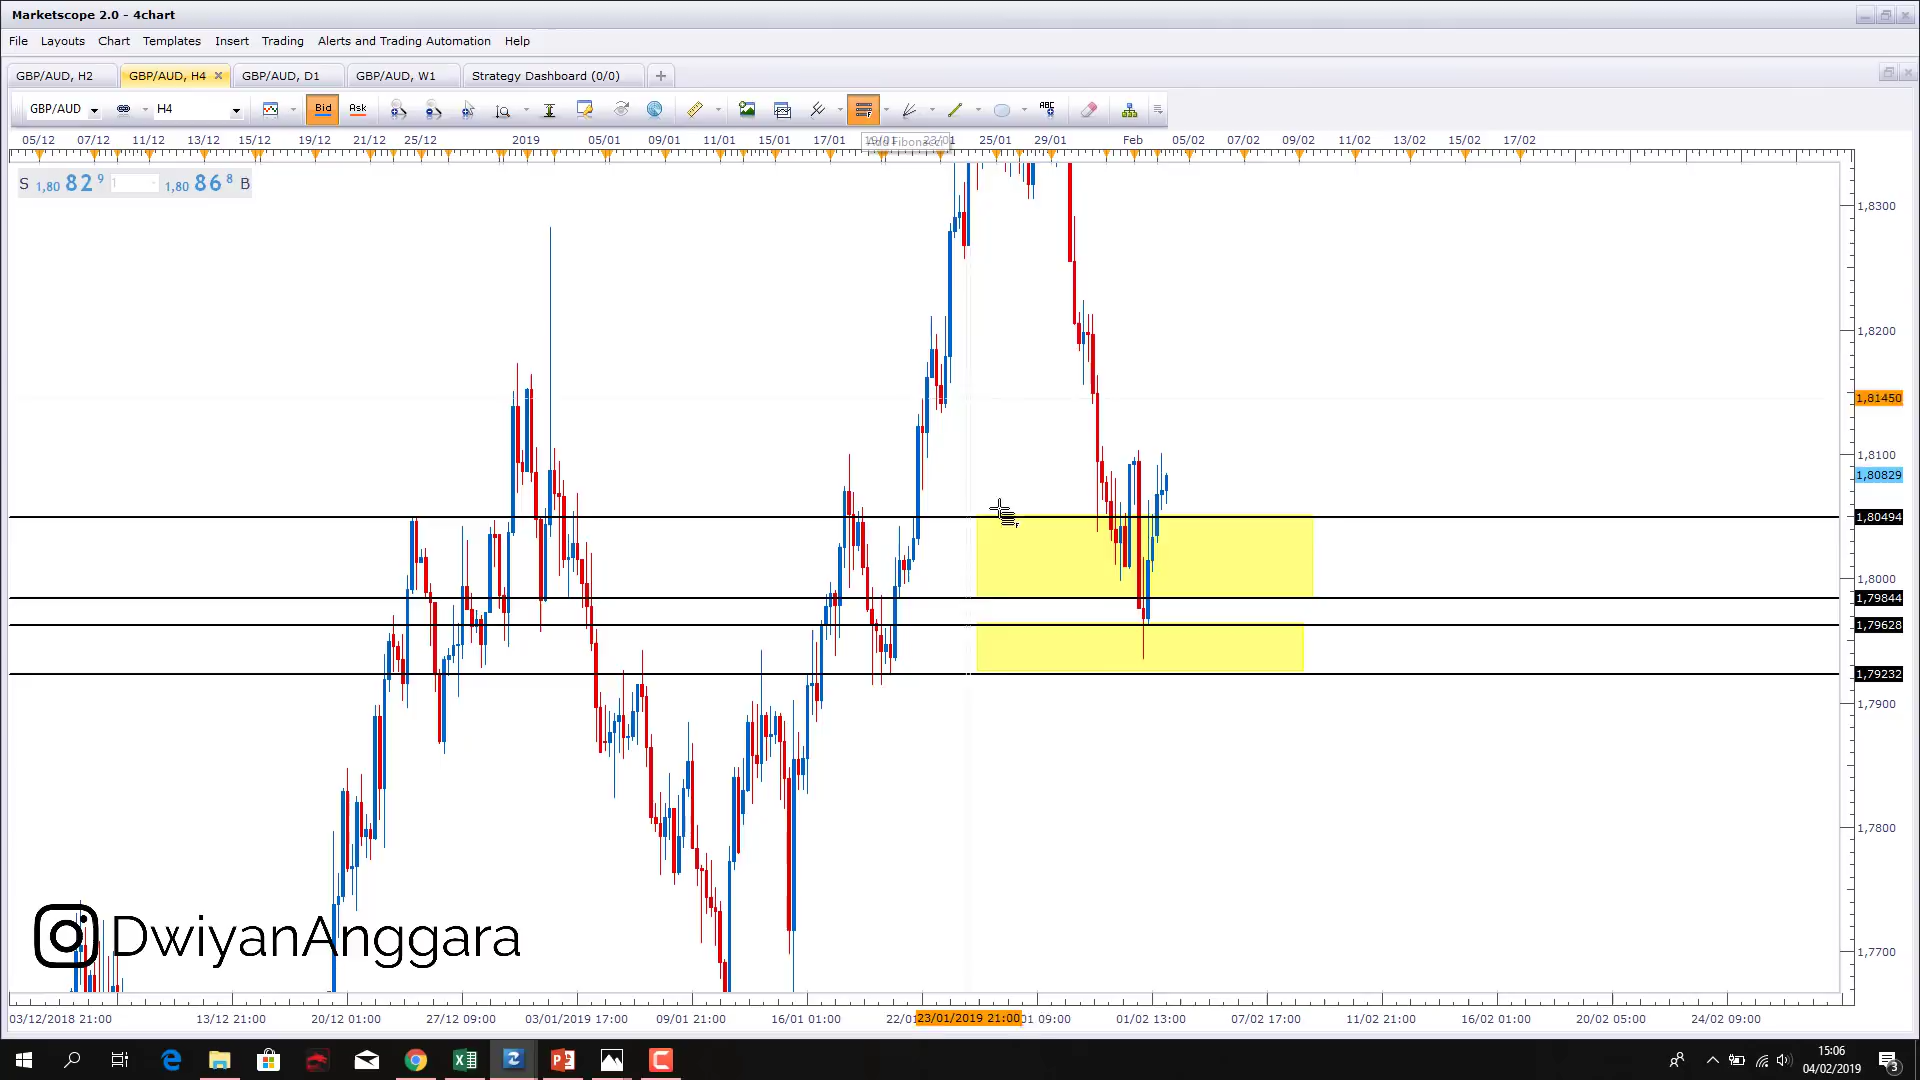 Marketscope 2.0 - 4chart
File Layouts Chart Templates Insert Trading Alerts and Trading Automation Help
GBP/AUD, H2 GBP/AUD, H4 GBP/AUD, D1 GBP/AUD, W1 Strategy Dashboard (0/0)
GBP/AUD H4 Bid Ask ABC
05/12 07/12 11/12 13/12 15/12 19/12 21/12 25/12 2019 05/01 09/01 11/01 15/01 17/01 25/01 29/01 Feb 05/02 07/02 09/02 11/02 13/02 15/02 17/02
S 1,80 82 9 1 1,80 86 8 B
1,8300
1,8200
1,81450
1,8100
1,80829
1,80494
1,8000
1,79844
1,79628
1,79232
1,7900
1,7800
1,7700
DwiyanAnggara
03/12/2018 21:00 13/12 21:00 20/12 01:00 27/12 09:00 03/01/2019 17:00 09/01 21:00 16/01 01:00 22/0 23/01/2019 21:00 01 09:00 01/02 13:00 07/02 17:00 11/02 21:00 16/02 01:00 20/02 05:00 24/02 09:00
15:06
04/02/2019
3